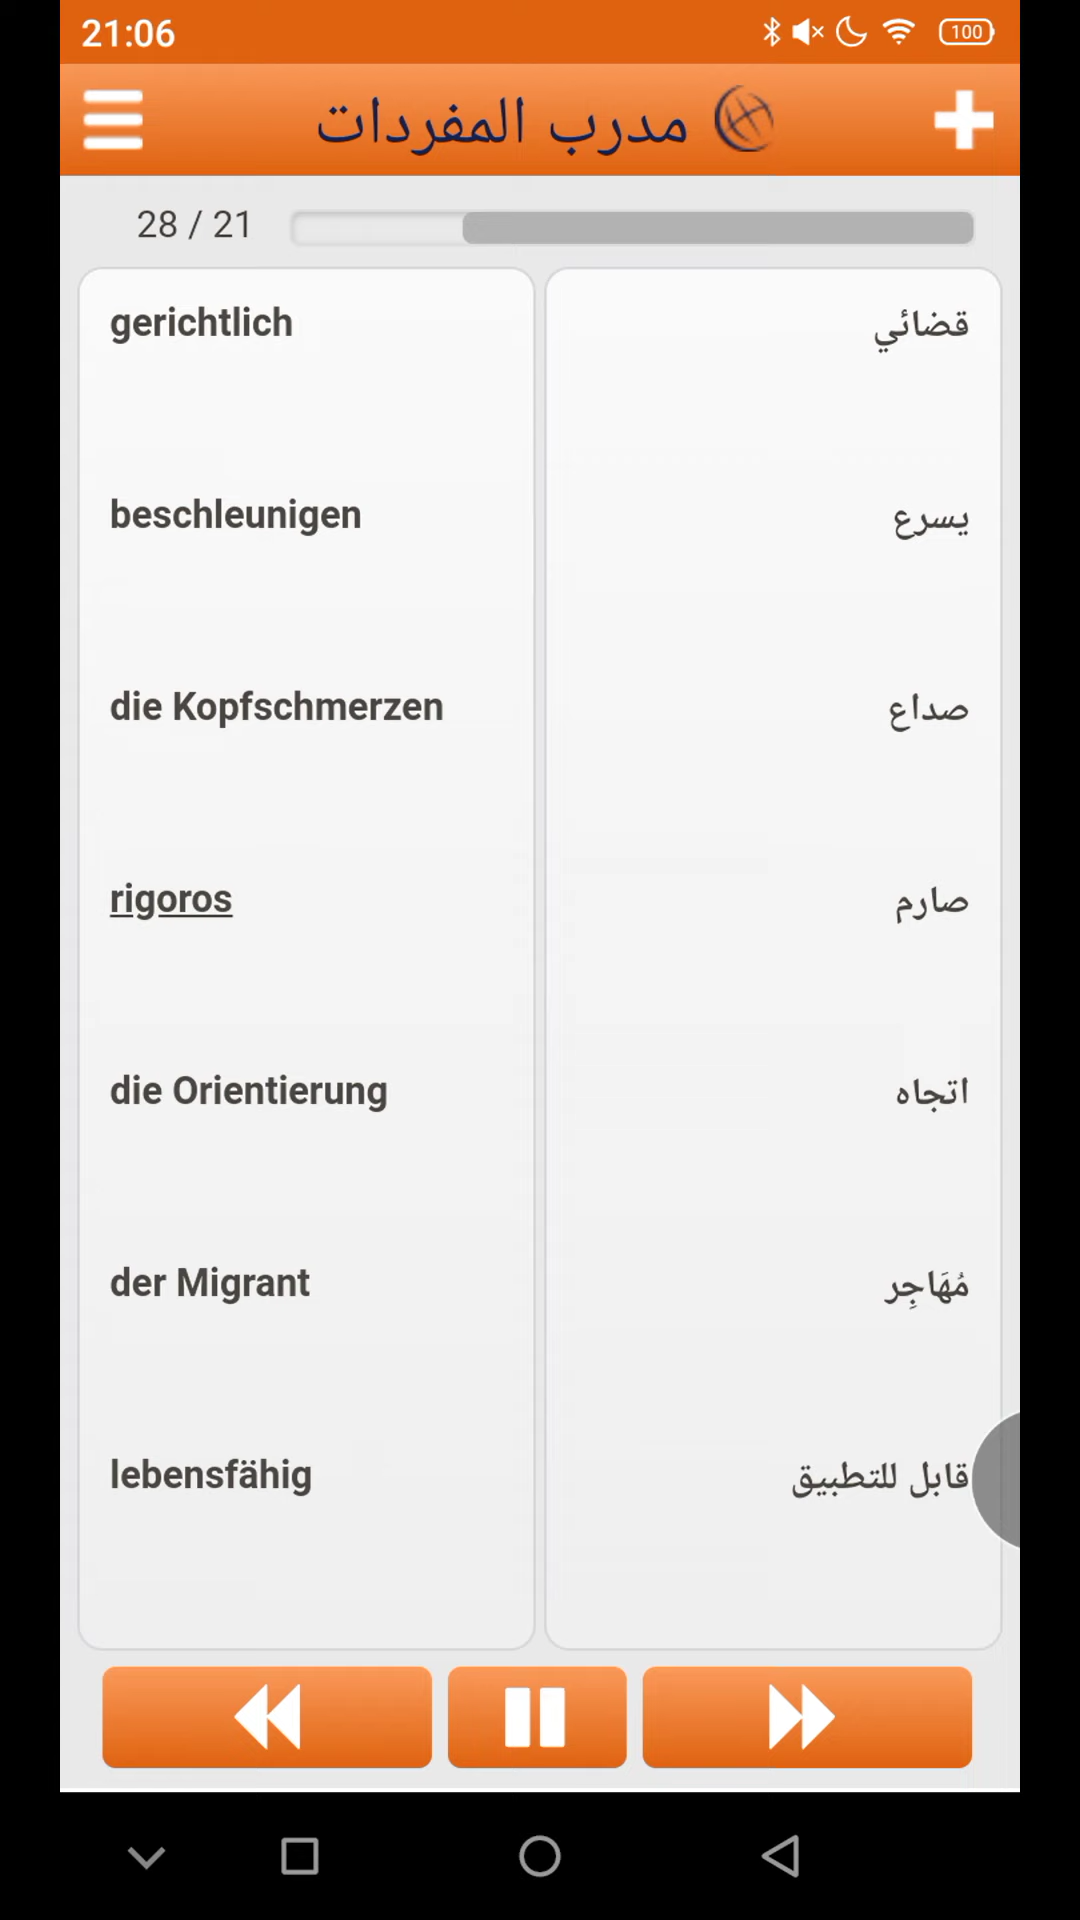 21:06
100
مدرب المفردات
28 / 21
gerichtlich
قضائي
beschleunigen
يسرع
die Kopfschmerzen
صداع
rigoros
صارم
die Orientierung
اتجاه
der Migrant
مُهَاجِر
lebensfähig
قابل للتطبيق